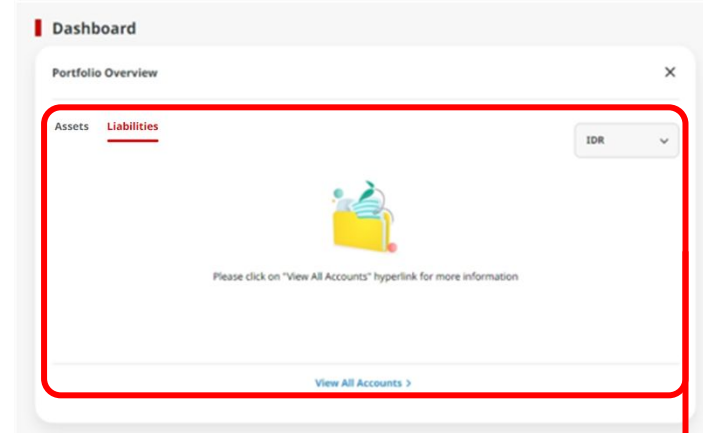 Dashboard
Portfolio Overview
Assets Liabilities
IDR
Please click on "View All Accounts" hyperlink for more information
View All Accounts >